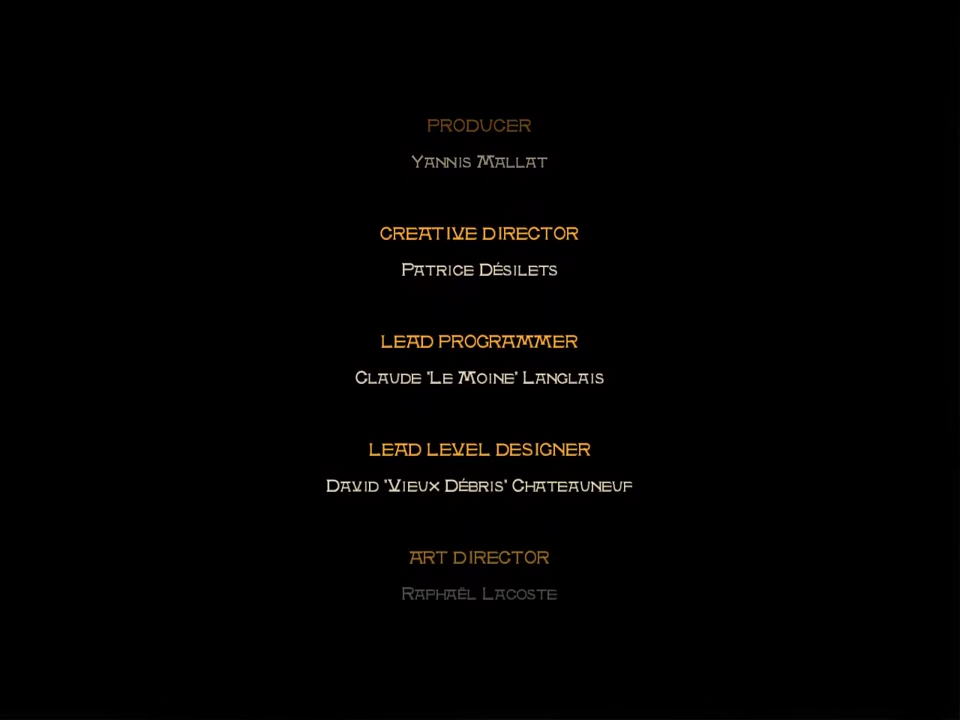 PRODUCER
YANNIS MALLAT
CREATIVE DIRECTOR
PATRICE DÉSILETS
LEAD PROGRAMMER
CLAUDE 'LE MOINE' LANGLAIS
LEAD LEVEL DESIGNER
DAVID 'VIEUX DÉBRIS' CHATEAUNEUF
ART DIRECTOR
RAPHAËL LACOSTE